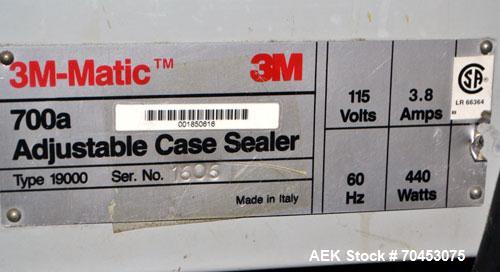 3M-Matic™ 3M
700a
001850616
Adjustable Case Sealer
Type 19000 Ser. No. 1606
Made in Italy
115 Volts
3.8 Amps
60 Hz
440 Watts
LR 66364
AEK Stock # 70453075